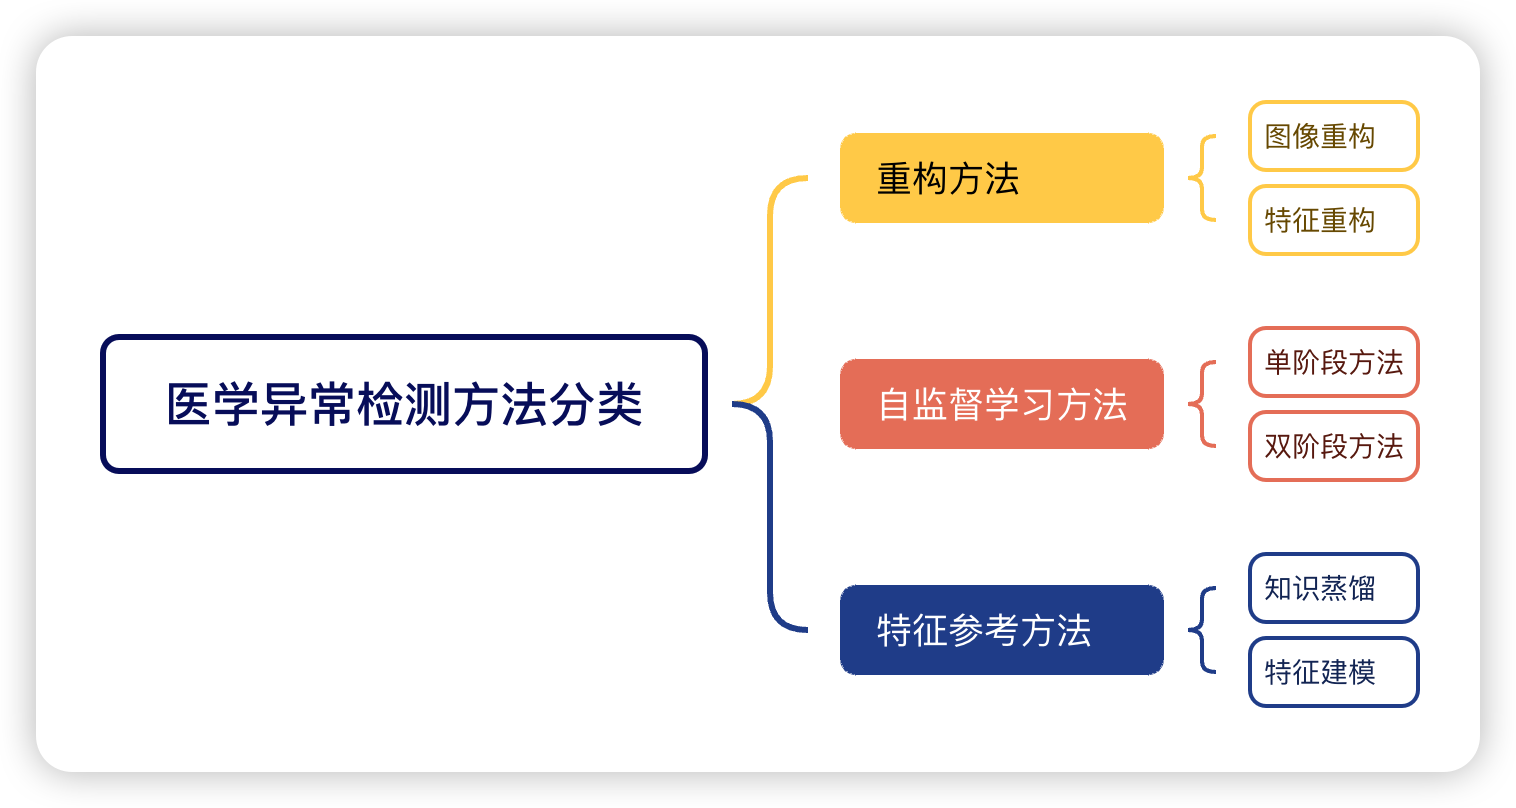 医学异常检测方法分类
重构方法
图像重构
特征重构
自监督学习方法
单阶段方法
双阶段方法
特征参考方法
知识蒸馏
特征建模